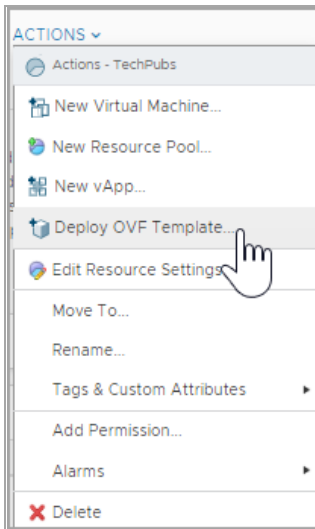 ACTIONS
Actions - TechPubs
New Virtual Machine...
New Resource Pool...
New vApp...
Deploy OVF Template...
Edit Resource Settings
Move To...
Rename...
Tags & Custom Attributes
Add Permission...
Alarms
Delete